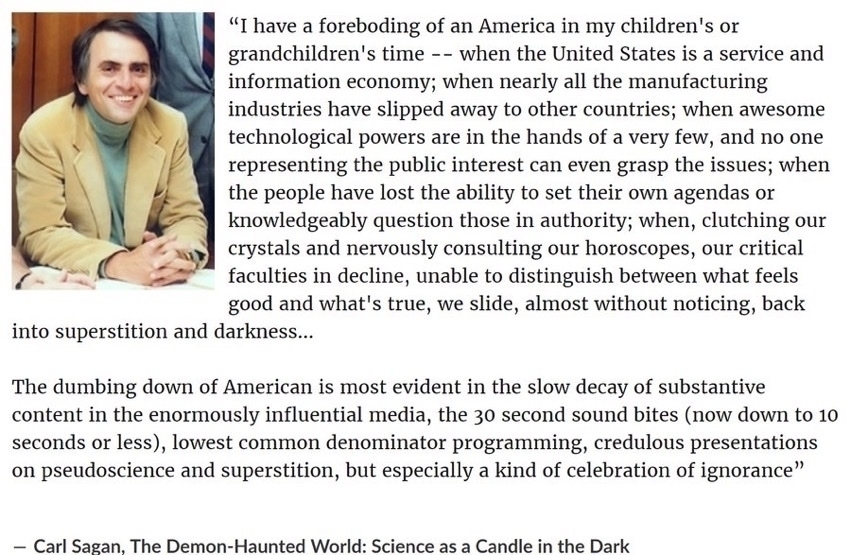 “I have a foreboding of an America in my children's or
grandchildren's time -- when the United States is a service and
information economy; when nearly all the manufacturing
industries have slipped away to other countries; when awesome
technological powers are in the hands of a very few, and no one
representing the public interest can even grasp the issues; when
the people have lost the ability to set their own agendas or
knowledgeably question those in authority; when, clutching our
crystals and nervously consulting our horoscopes, our critical
faculties in decline, unable to distinguish between what feels
good and what's true, we slide, almost without noticing, back
into superstition and darkness...
The dumbing down of American is most evident in the slow decay of substantive
content in the enormously influential media, the 30 second sound bites (now down to 10
seconds or less), lowest common denominator programming, credulous presentations
on pseudoscience and superstition, but especially a kind of celebration of ignorance”
— Carl Sagan, The Demon-Haunted World: Science as a Candle in the Dark